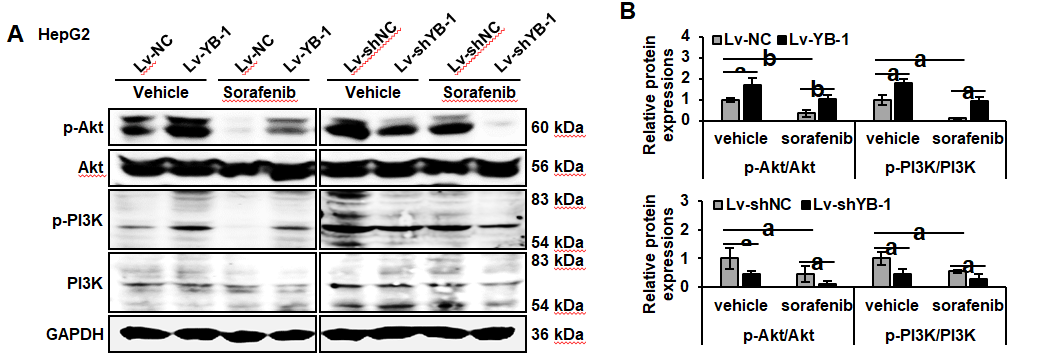 A
HepG2
Lv-NC
Lv-YB-1
Lv-NC
Lv-YB-1
Lv-shNC
Lv-shYB-1
Lv-shNC
Lv-shYB-1
Vehicle
Sorafenib
Vehicle
Sorafenib
p-Akt
60 kDa
Akt
56 kDa
p-PI3K
83 kDa
54 kDa
PI3K
83 kDa
54 kDa
GAPDH
36 kDa
B
Relative protein
expressions
4
3
2
1
0
Lv-NC
Lv-YB-1
b
a
b
a
a
a
vehicle
sorafenib
vehicle
sorafenib
p-Akt/Akt
p-PI3K/PI3K
Relative protein
expressions
3
2
1
0
Lv-shNC
Lv-shYB-1
a
a
a
a
a
a
vehicle
sorafenib
vehicle
sorafenib
p-Akt/Akt
p-PI3K/PI3K